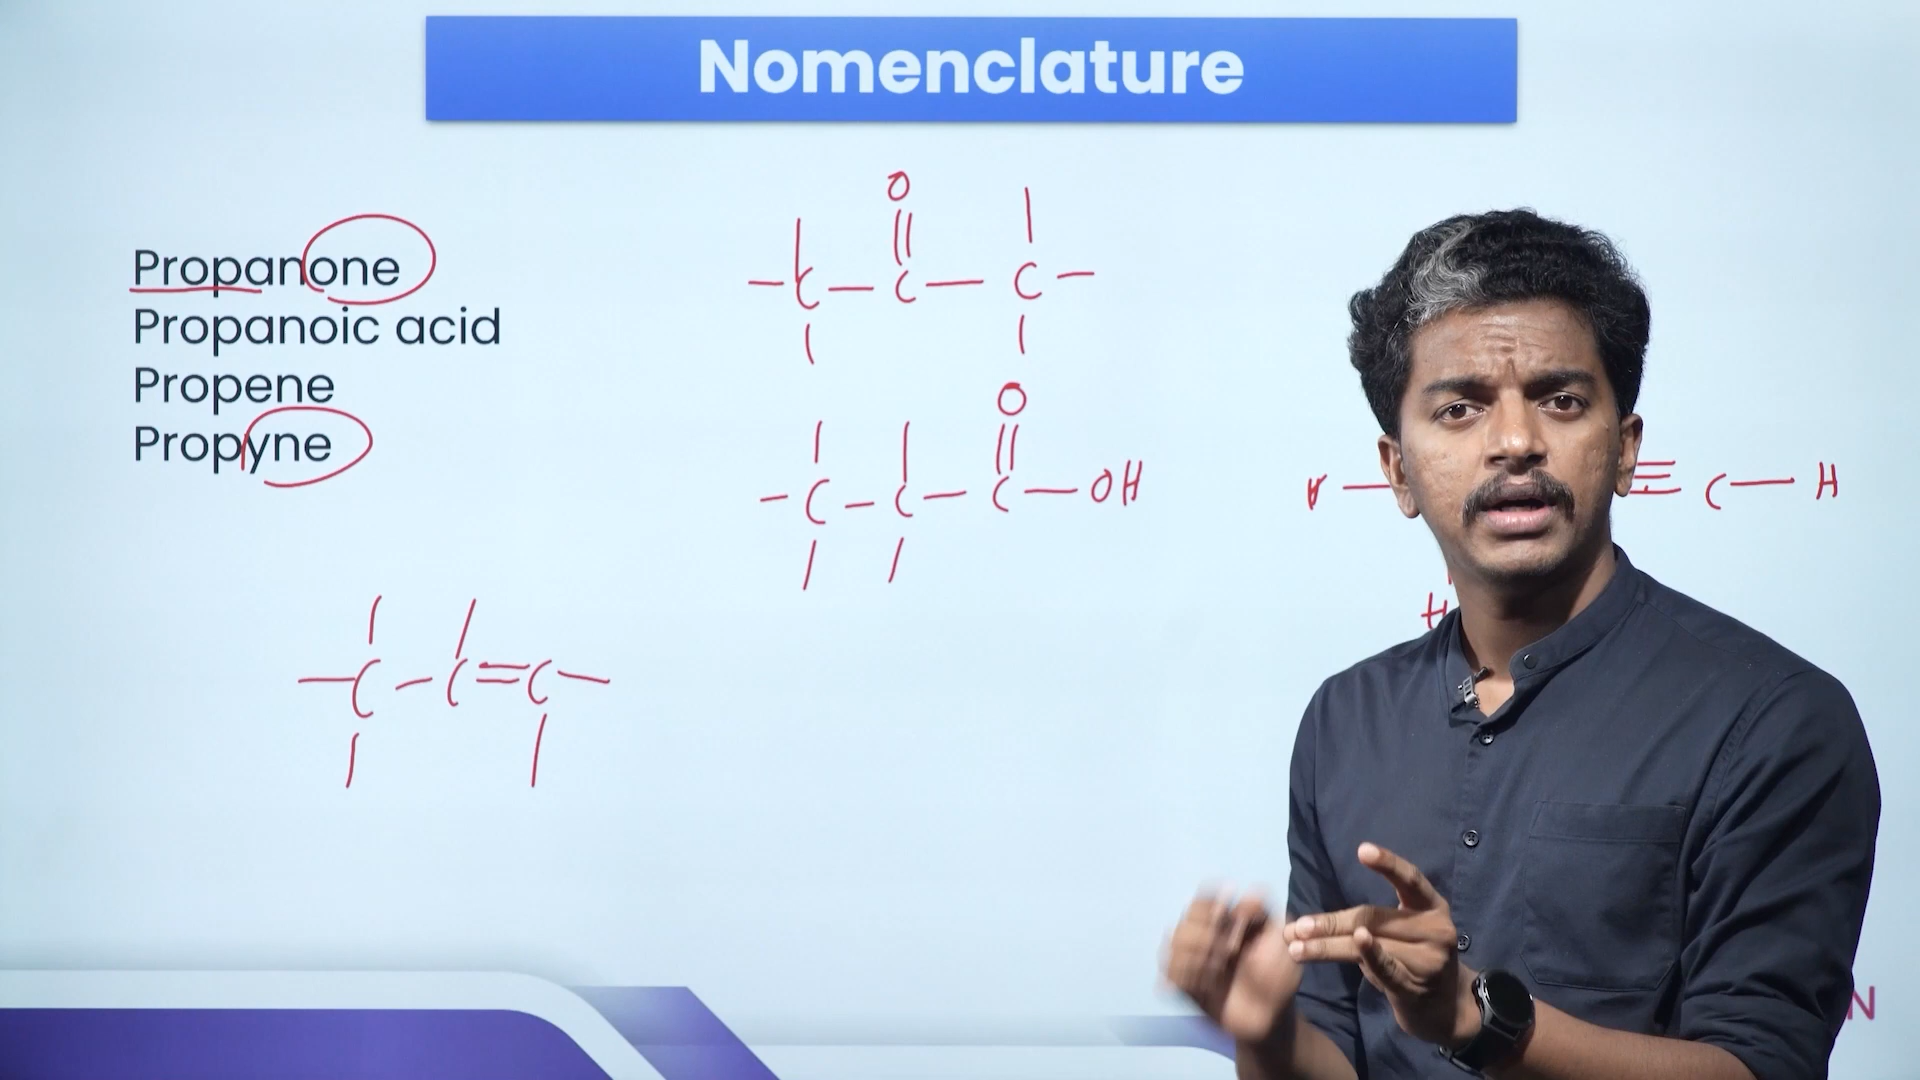 Nomenclature
Propanone
Propanoic acid
Propene
Propyne
O
C C C
O
C C C OH
C H
H
C C C
N